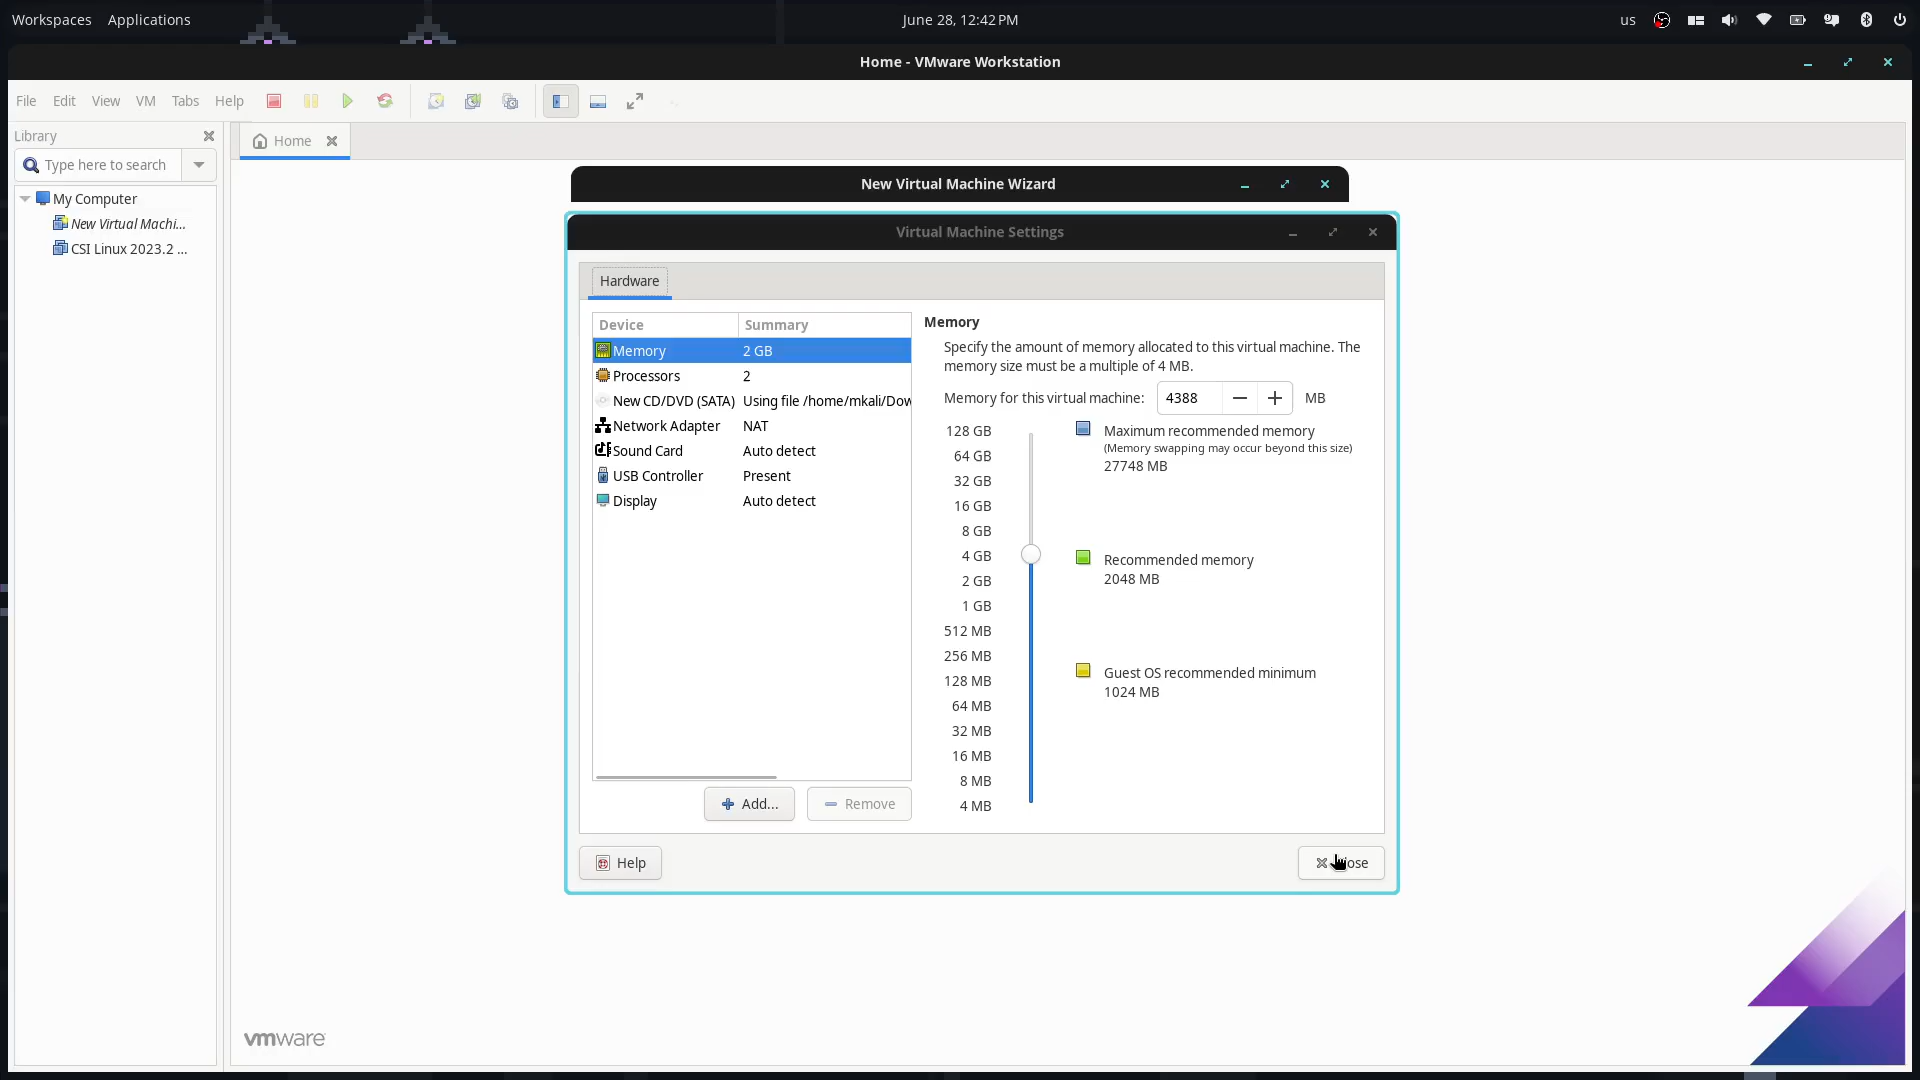 Workspaces Applications June 28, 12:42 PM us
Home - VMware Workstation
File Edit View VM Tabs Help
Library
Home
Type here to search
My Computer
New Virtual Machi...
CSI Linux 2023.2 ...
New Virtual Machine Wizard
Virtual Machine Settings
Hardware
Device Summary
Memory 2 GB
Processors 2
New CD/DVD (SATA) Using file /home/mkali/Dow
Network Adapter NAT
Sound Card Auto detect
USB Controller Present
Display Auto detect
Add... Remove
Memory
Specify the amount of memory allocated to this virtual machine. The
memory size must be a multiple of 4 MB.
Memory for this virtual machine: 4388 MB
128 GB
64 GB
32 GB
16 GB
8 GB
4 GB
2 GB
1 GB
512 MB
256 MB
128 MB
64 MB
32 MB
16 MB
8 MB
4 MB
Maximum recommended memory
(Memory swapping may occur beyond this size)
27748 MB
Recommended memory
2048 MB
Guest OS recommended minimum
1024 MB
Help
vmware